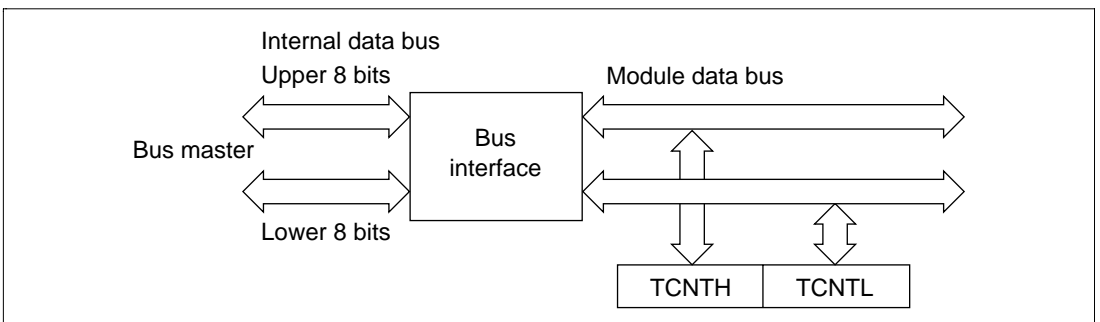 Internal data bus
Upper 8 bits
Module data bus
Bus master
Bus
interface
Lower 8 bits
TCNTH
TCNTL